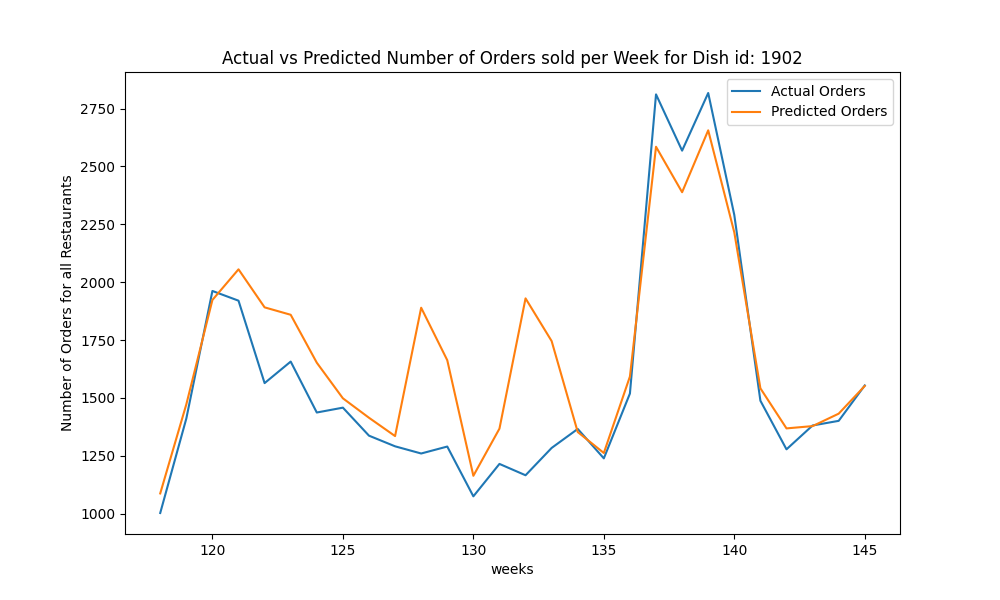 Actual vs Predicted Number of Orders sold per Week for Dish id: 1902
Actual Orders
Predicted Orders
Number of Orders for all Restaurants
2750
2500
2250
2000
1750
1500
1250
1000
120 125 130 135 140 145
weeks